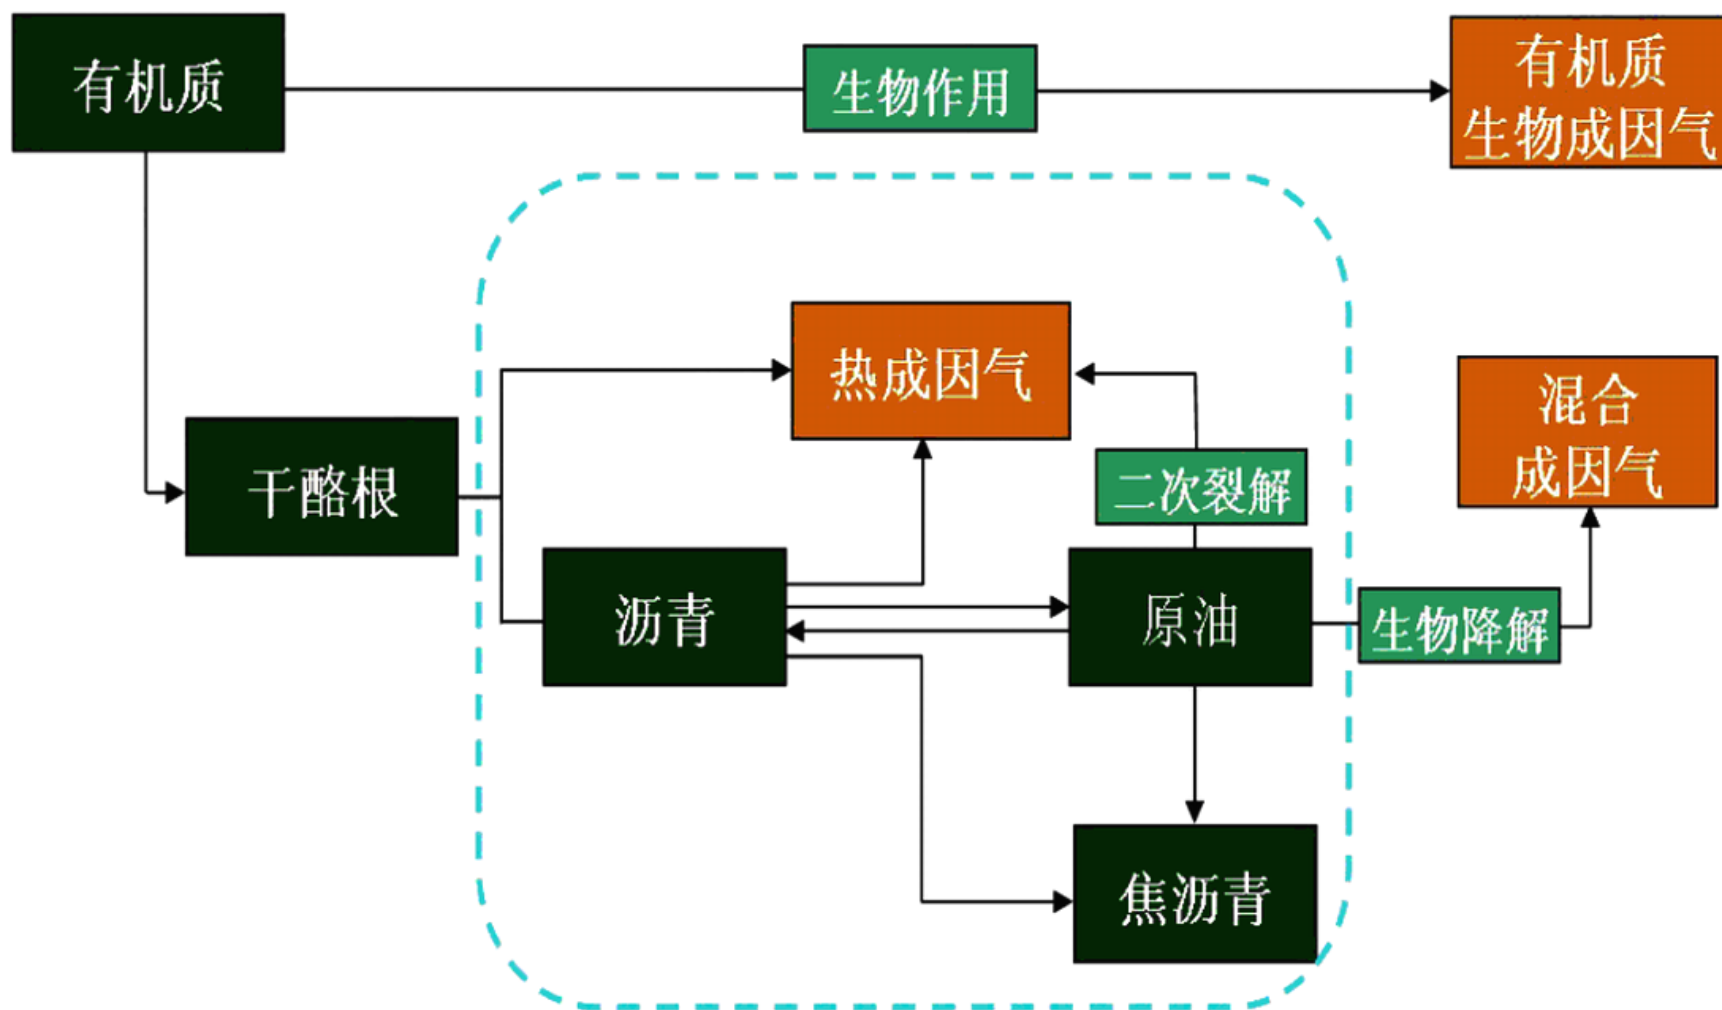 有机质
生物作用
有机质
生物成因气
热成因气
混合
成因气
干酪根
二次裂解
沥青
原油
生物降解
焦沥青